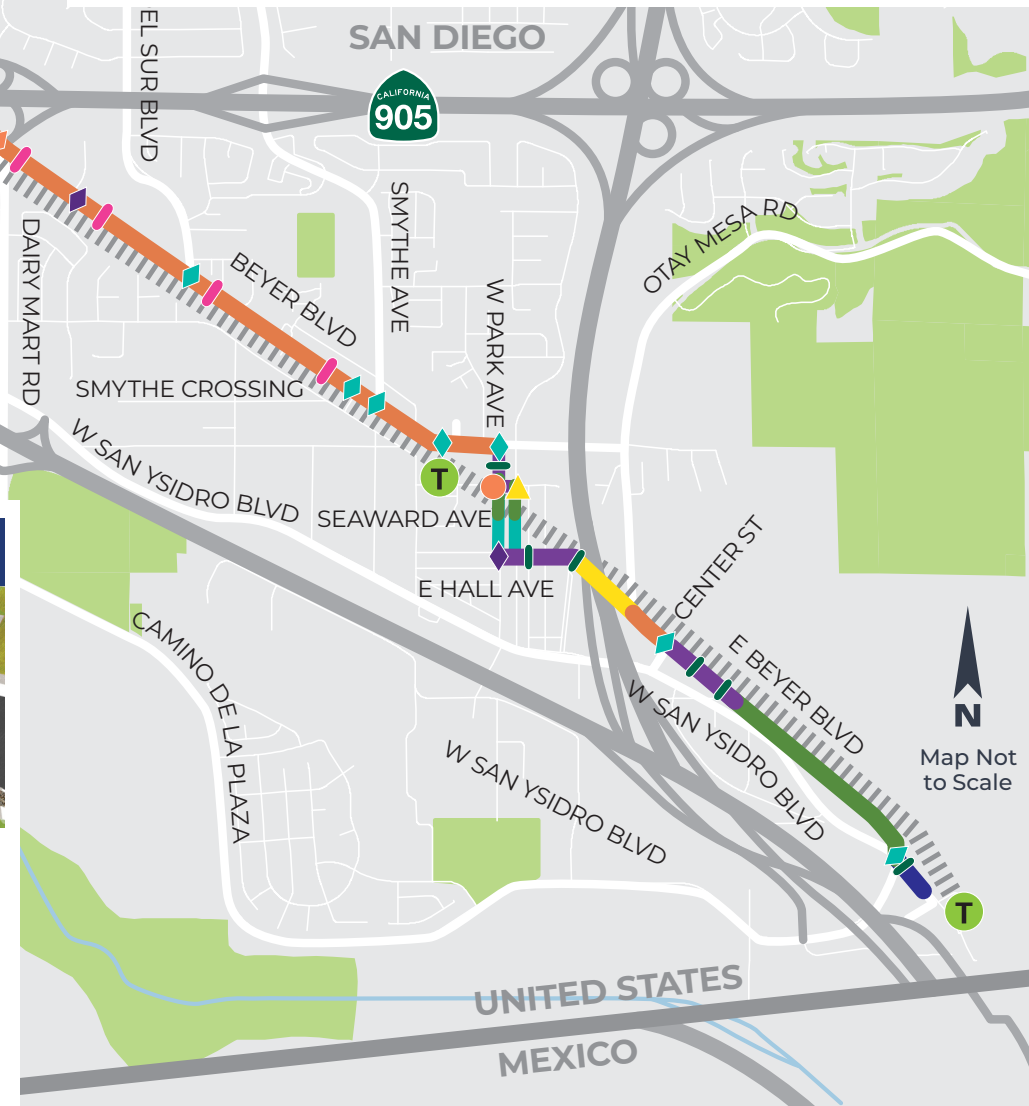 EL SUR BLVD
SAN DIEGO
CALIFORNIA
905
DAIRY MART RD
BEYER BLVD
SMYTHE AVE
W PARK AVE
OTAY MESA RD
SMYTHE CROSSING
W SAN YSIDRO BLVD
T
SEAWARD AVE
E HALL AVE
CENTER ST
CAMINO DE LA PLAZA
E BEYER BLVD
W SAN YSIDRO BLVD
W SAN YSIDRO BLVD
N
Map Not
to Scale
T
UNITED STATES
MEXICO